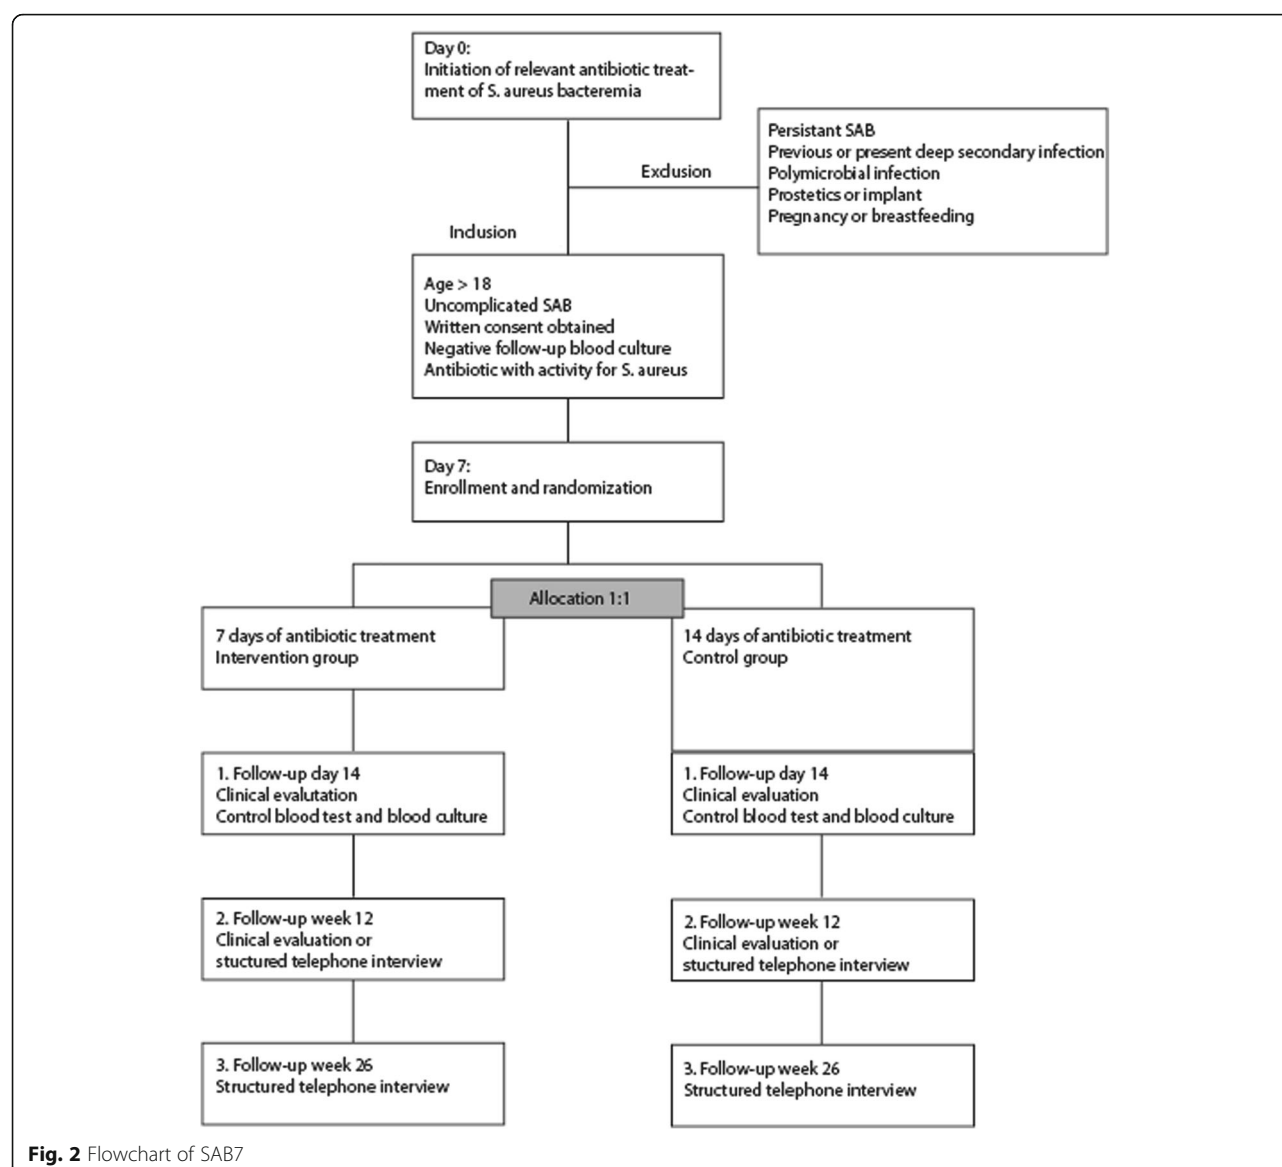 Day 0:
Initiation of relevant antibiotic treat-
ment of S. aureus bacteremia
Exclusion
Persistant SAB
Previous or present deep secondary infection
Polymicrobial infection
Prostetics or implant
Pregnancy or breastfeeding
Inclusion
Age > 18
Uncomplicated SAB
Written consent obtained
Negative follow-up blood culture
Antibiotic with activity for S. aureus
Day 7:
Enrollment and randomization
Allocation 1:1
7 days of antibiotic treatment
Intervention group
14 days of antibiotic treatment
Control group
1. Follow-up day 14
Clinical evalutation
Control blood test and blood culture
1. Follow-up day 14
Clinical evaluation
Control blood test and blood culture
2. Follow-up week 12
Clinical evaluation or
stuctured telephone interview
2. Follow-up week 12
Clinical evaluation or
stuctured telephone interview
3. Follow-up week 26
Structured telephone interview
3. Follow-up week 26
Structured telephone interview
Fig. 2 Flowchart of SAB7